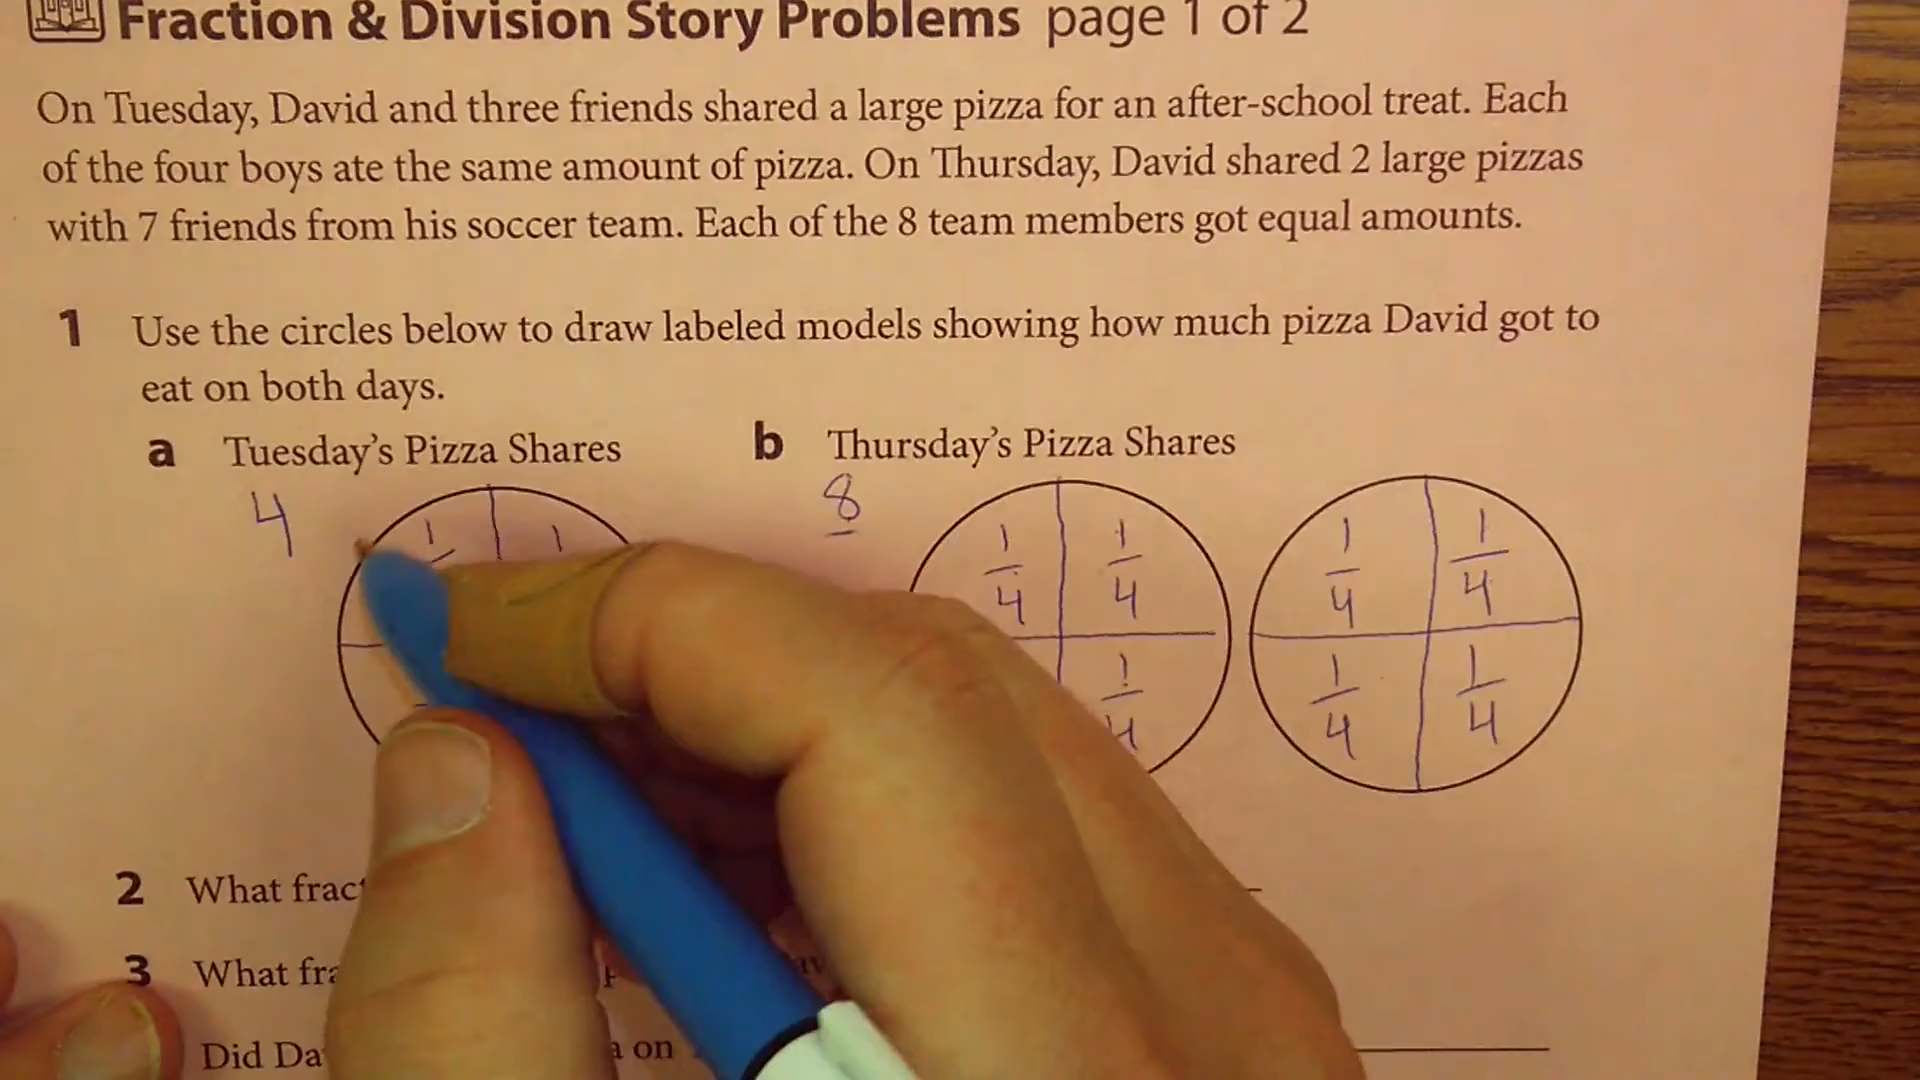 Fraction & Division Story Problems page 1 of 2
On Tuesday, David and three friends shared a large pizza for an after-school treat. Each
of the four boys ate the same amount of pizza. On Thursday, David shared 2 large pizzas
with 7 friends from his soccer team. Each of the 8 team members got equal amounts.
1 Use the circles below to draw labeled models showing how much pizza David got to
eat on both days.
a Tuesday's Pizza Shares
b Thursday's Pizza Shares
4
1
1
8
1/4 1/4
1/4
1/4 1/4
1/4 1/4
2 What
3 What
Did
on